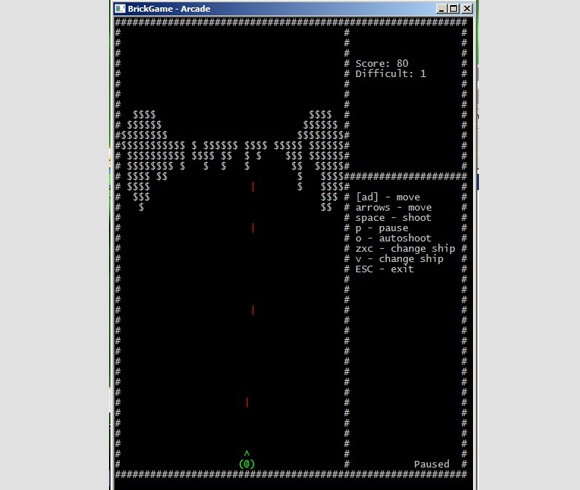 BrickGame - Arcade
Score: 80
Difficult: 1
[ad] - move
arrows - move
space - shoot
p - pause
o - autoshoot
zxc - change ship
v - change ship
ESC - exit
Paused